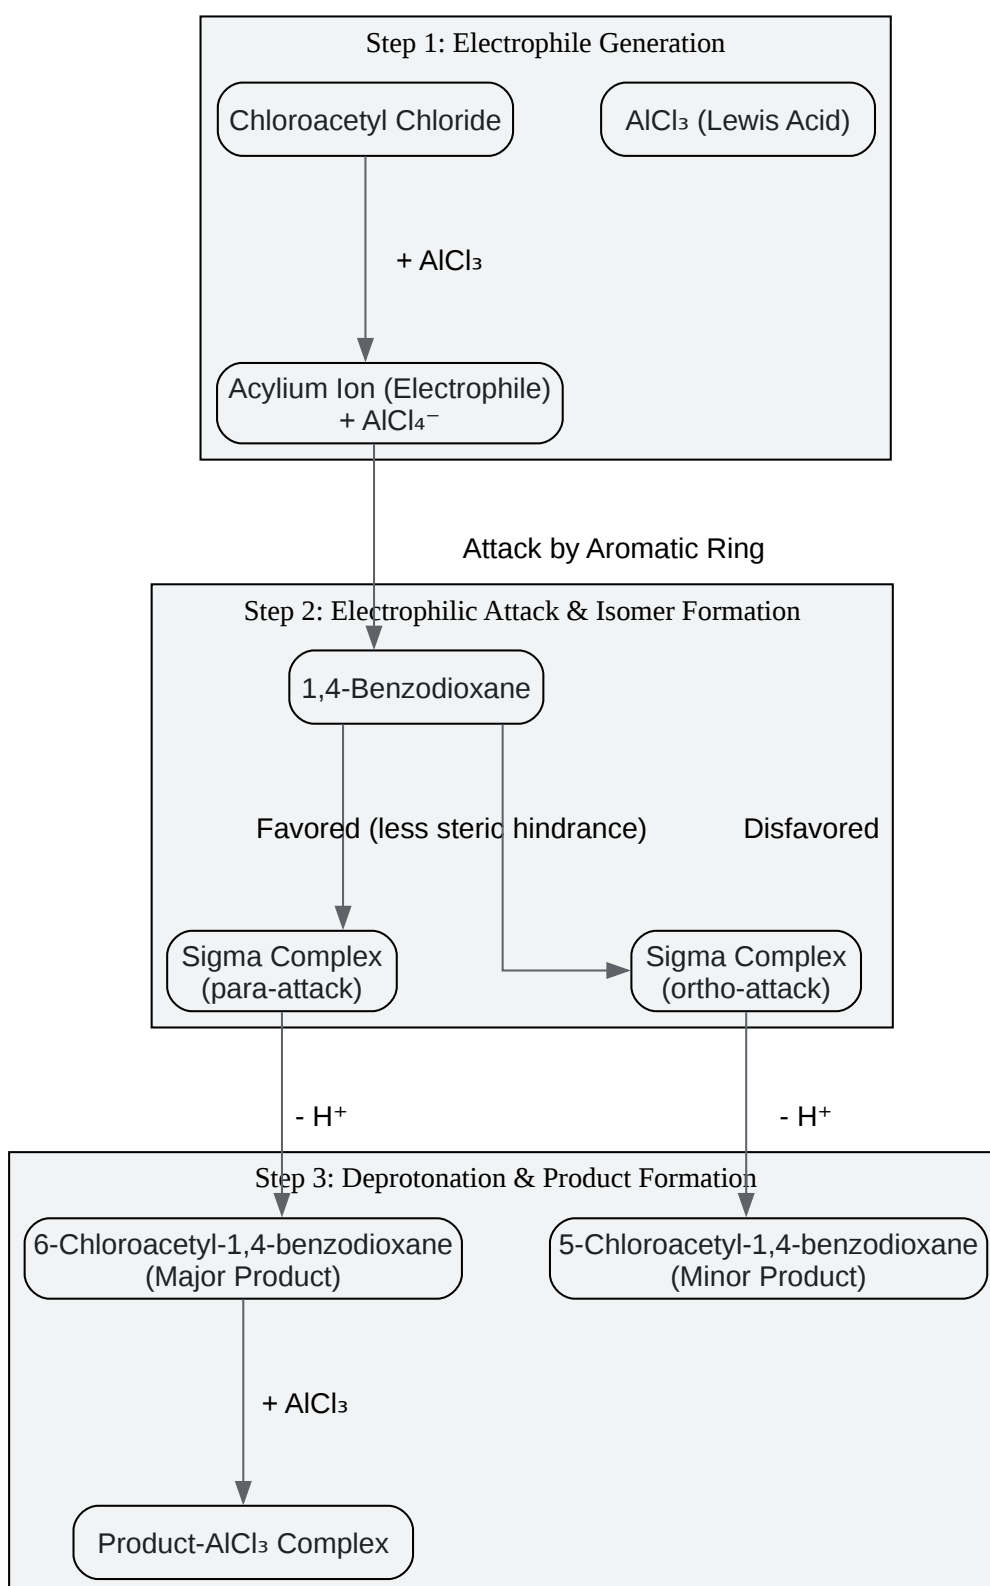 Step 1: Electrophile Generation
Chloroacetyl Chloride
AlCl₃ (Lewis Acid)
+ AlCl₃
Acylium Ion (Electrophile)
+ AlCl₄⁻
Attack by Aromatic Ring
Step 2: Electrophilic Attack & Isomer Formation
1,4-Benzodioxane
Favored (less steric hindrance)
Disfavored
Sigma Complex
(para-attack)
Sigma Complex
(ortho-attack)
- H⁺
- H⁺
Step 3: Deprotonation & Product Formation
6-Chloroacetyl-1,4-benzodioxane
(Major Product)
5-Chloroacetyl-1,4-benzodioxane
(Minor Product)
+ AlCl₃
Product-AlCl₃ Complex